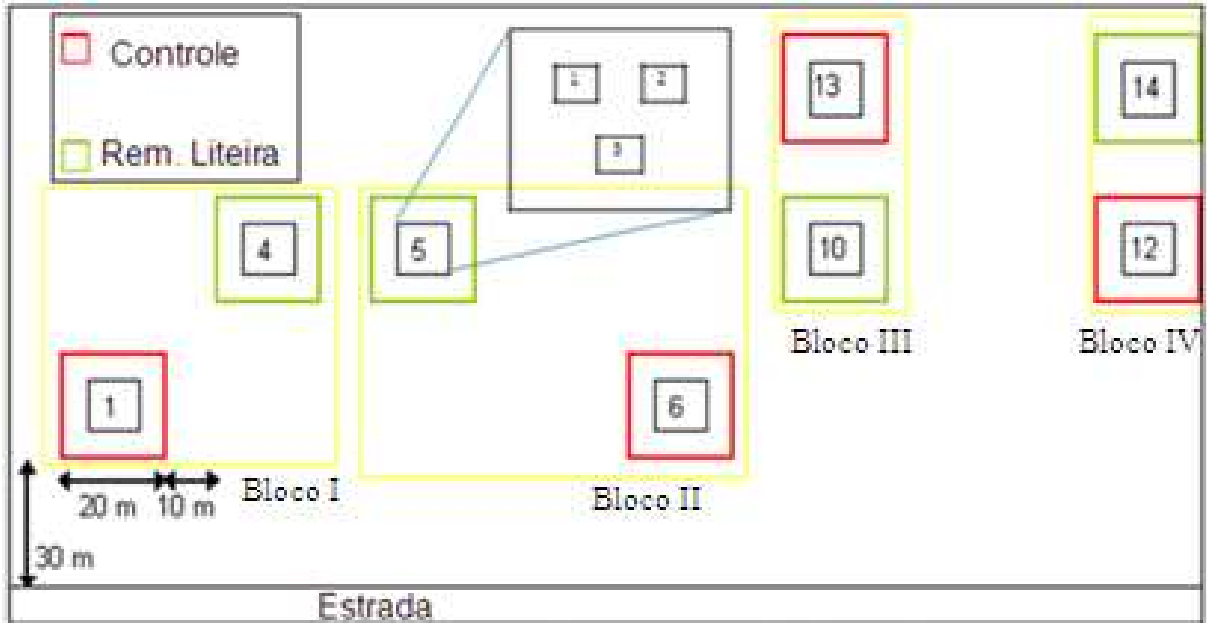 Controle
Rem. Liteira
1 2
3
13
14
4
5
10
12
Bloco III
Bloco IV
1
6
20 m 10 m
Bloco I
Bloco II
30 m
Estrada